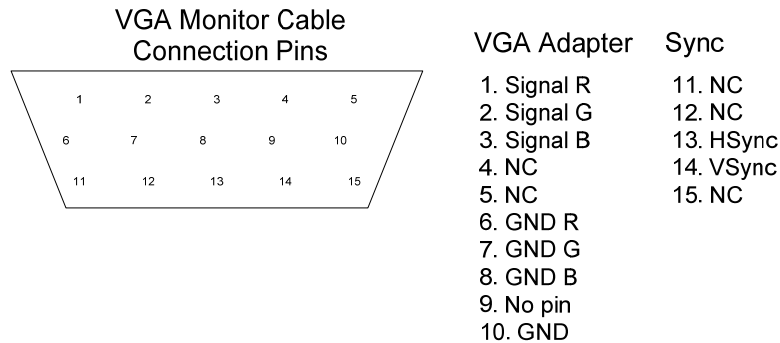 VGA Monitor Cable
Connection Pins
1 2 3 4 5
6 7 8 9 10
11 12 13 14 15
VGA Adapter
1. Signal R
2. Signal G
3. Signal B
4. NC
5. NC
6. GND R
7. GND G
8. GND B
9. No pin
10. GND
Sync
11. NC
12. NC
13. HSync
14. VSync
15. NC